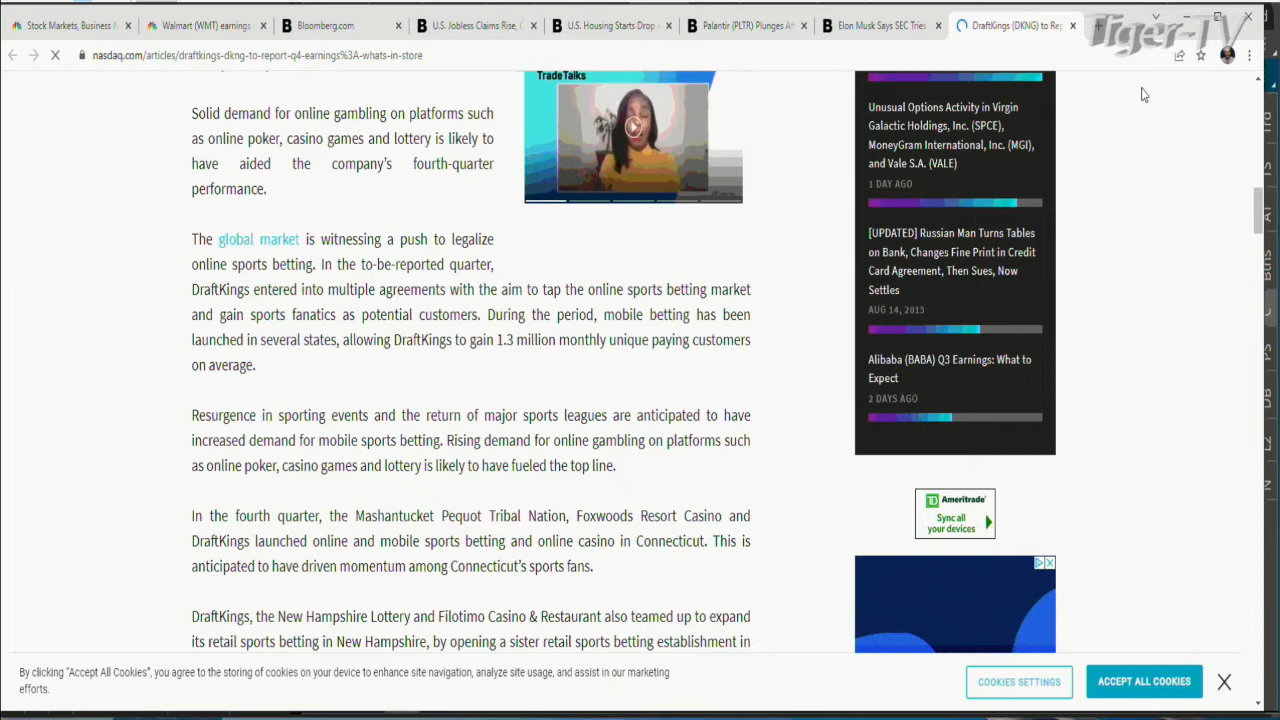 Stock Markets, Business N
Walmart (WMT) earnings
Bloomberg.com
U.S. Jobless Claims Rise, C
U.S. Housing Starts Drop
Palantir (PLTR) Plunges Af
Elon Musk Says SEC Tries
DraftKings (DKNG) to Rep
Tiger-TV
nasdaq.com/articles/draftkings-dkng-to-report-q4-earnings%3A-whats-in-store
TradeTalks
Solid demand for online gambling on platforms such
as online poker, casino games and lottery is likely to
have aided the company's fourth-quarter
performance.
The global market is witnessing a push to legalize
online sports betting. In the to-be-reported quarter,
DraftKings entered into multiple agreements with the aim to tap the online sports betting market
and gain sports fanatics as potential customers. During the period, mobile betting has been
launched in several states, allowing DraftKings to gain 1.3 million monthly unique paying customers
on average.
Resurgence in sporting events and the return of major sports leagues are anticipated to have
increased demand for mobile sports betting. Rising demand for online gambling on platforms such
as online poker, casino games and lottery is likely to have fueled the top line.
In the fourth quarter, the Mashantucket Pequot Tribal Nation, Foxwoods Resort Casino and
DraftKings launched online and mobile sports betting and online casino in Connecticut. This is
anticipated to have driven momentum among Connecticut's sports fans.
DraftKings, the New Hampshire Lottery and Filotimo Casino & Restaurant also teamed up to expand
its retail sports betting in New Hampshire, by opening a sister retail sports betting establishment in
Unusual Options Activity in Virgin
Galactic Holdings, Inc. (SPCE),
MoneyGram International, Inc. (MGI),
and Vale S.A. (VALE)
1 DAY AGO
[UPDATED] Russian Man Turns Tables
on Bank, Changes Fine Print in Credit
Card Agreement, Then Sues, Now
Settles
AUG 14, 2013
Alibaba (BABA) Q3 Earnings: What to
Expect
2 DAYS AGO
TD Ameritrade
Sync all
your devices
Trd
TS
AT
Btns
C
PS
DB
L2
N
By clicking "Accept All Cookies", you agree to the storing of cookies on your device to enhance site navigation, analyze site usage, and assist in our marketing
efforts.
COOKIES SETTINGS
ACCEPT ALL COOKIES